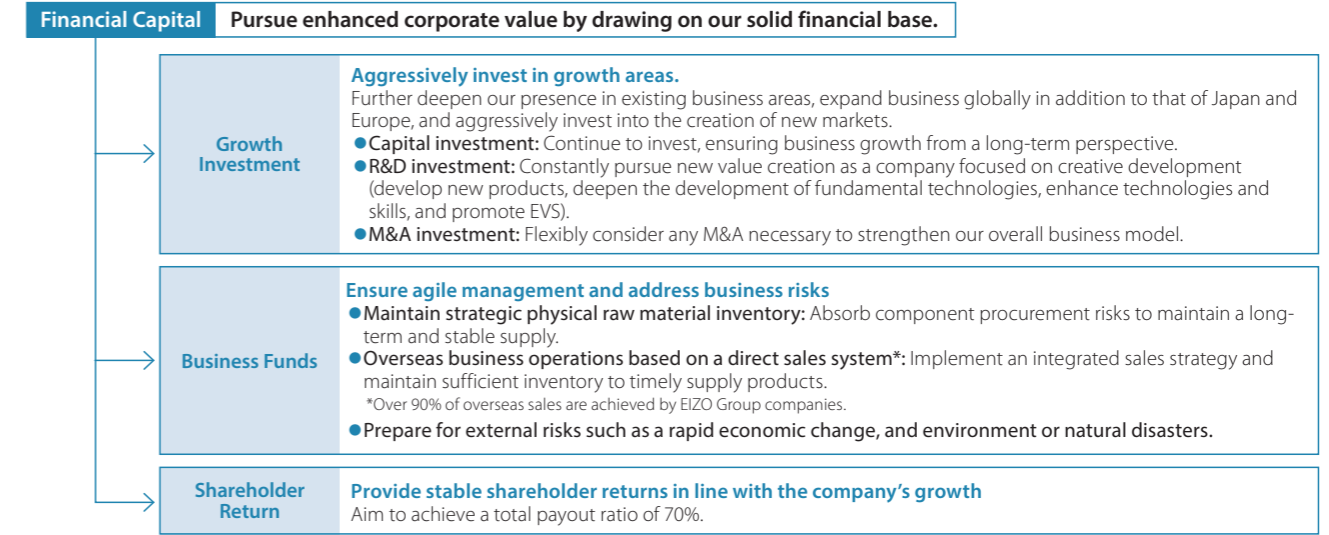 Financial Capital Pursue enhanced corporate value by drawing on our solid financial base.
Growth
Investment
Aggressively invest in growth areas.
Further deepen our presence in existing business areas, expand business globally in addition to that of Japan and
Europe, and aggressively invest into the creation of new markets.
●Capital investment: Continue to invest, ensuring business growth from a long-term perspective.
●R&D investment: Constantly pursue new value creation as a company focused on creative development
(develop new products, deepen the development of fundamental technologies, enhance technologies and
skills, and promote EVS).
●M&A investment: Flexibly consider any M&A necessary to strengthen our overall business model.
Business Funds
Ensure agile management and address business risks
●Maintain strategic physical raw material inventory: Absorb component procurement risks to maintain a long-
term and stable supply.
●Overseas business operations based on a direct sales system*: Implement an integrated sales strategy and
maintain sufficient inventory to timely supply products.
*Over 90% of overseas sales are achieved by EIZO Group companies.
●Prepare for external risks such as a rapid economic change, and environment or natural disasters.
Shareholder
Return
Provide stable shareholder returns in line with the company's growth
Aim to achieve a total payout ratio of 70%.